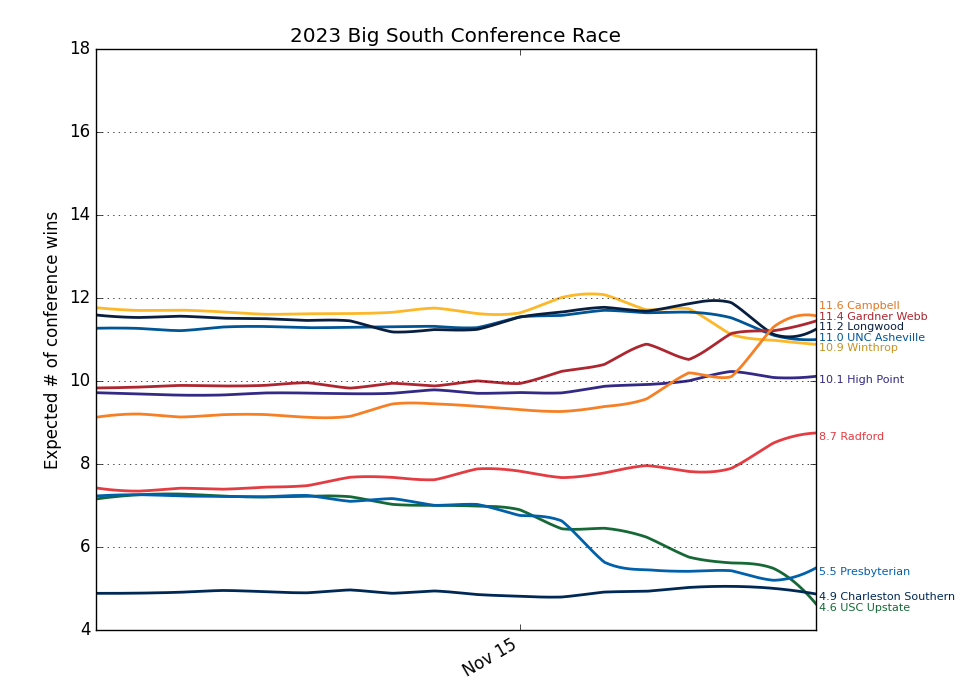 2023 Big South Conference Race
Expected # of conference wins
18
16
14
12
10
8
6
4
Nov 15
11.6 Campbell
11.4 Gardner Webb
11.2 Longwood
11.0 UNC Asheville
10.9 Winthrop
10.1 High Point
8.7 Radford
5.5 Presbyterian
4.9 Charleston Southern
4.6 USC Upstate